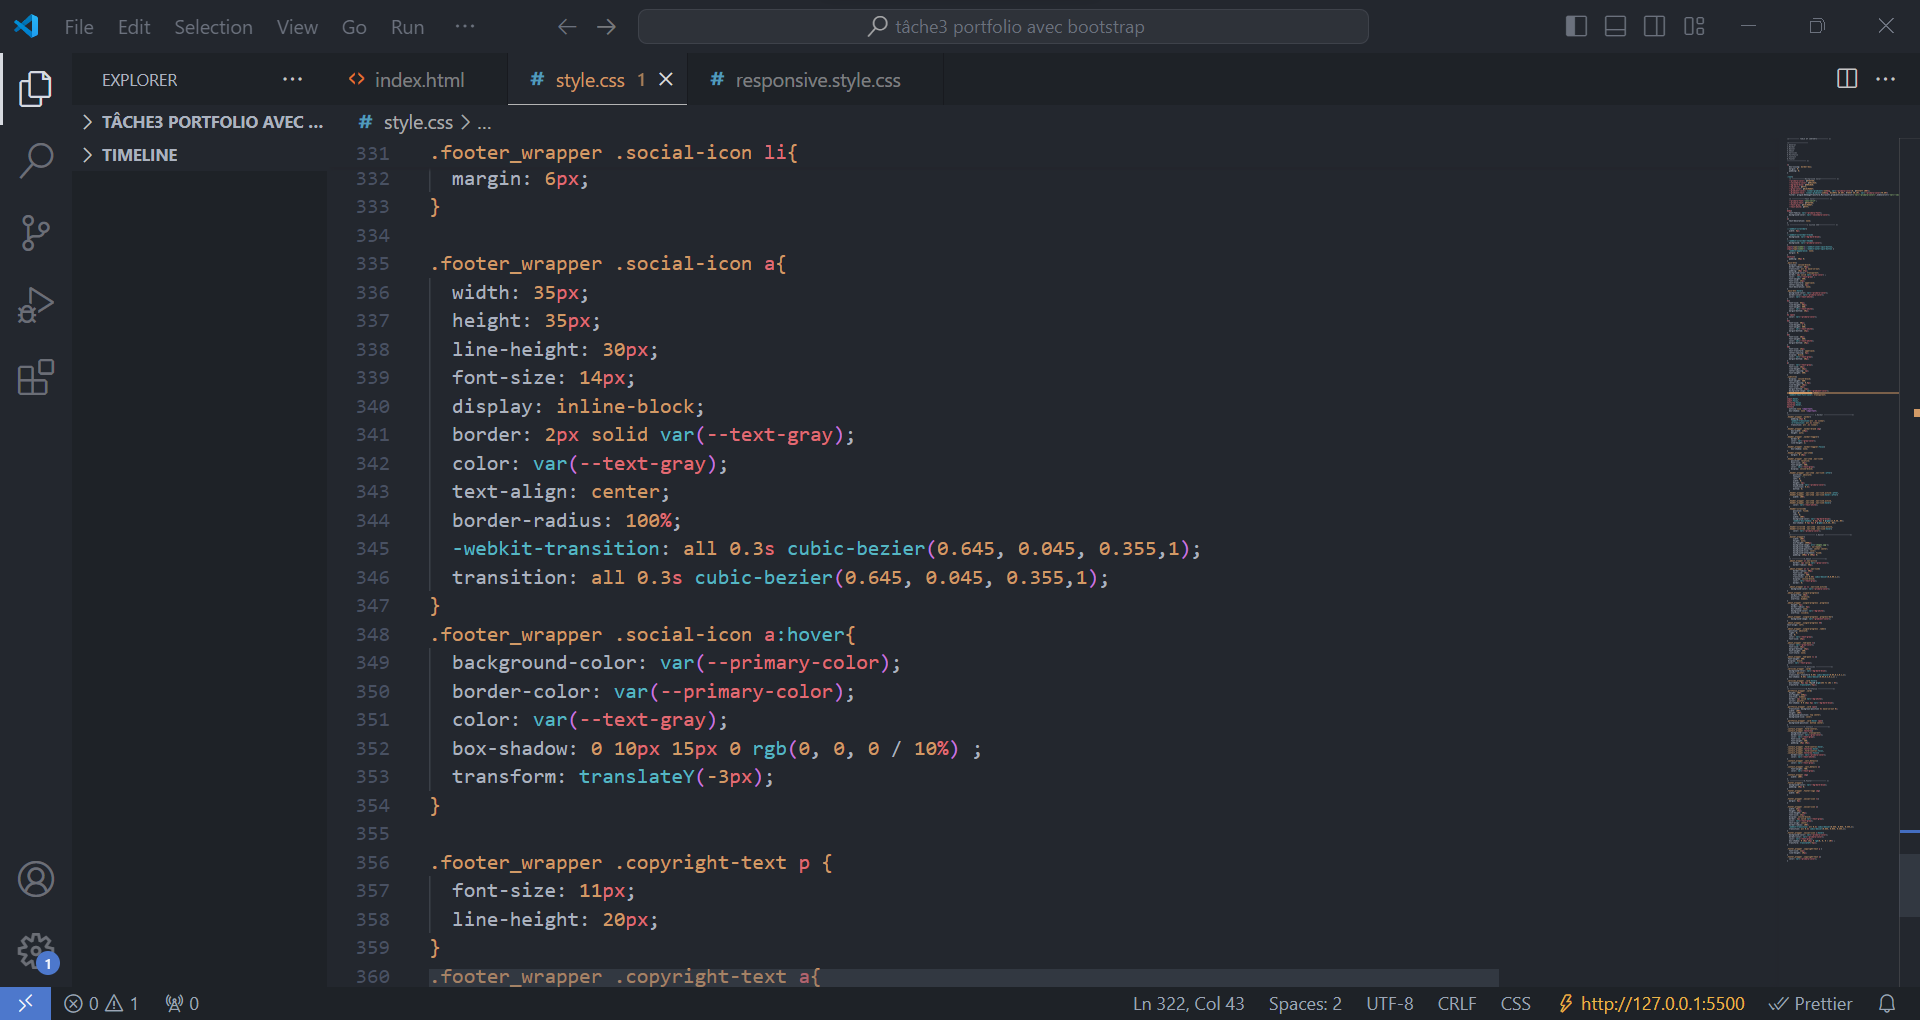 File Edit Selection View Go Run ···
tâche3 portfolio avec bootstrap
EXPLORER ···
index.html
# style.css 1
# responsive.style.css
TÂCHE3 PORTFOLIO AVEC ...
TIMELINE
# style.css > ...
331 .footer_wrapper .social-icon li{
332 margin: 6px;
333 }
334
335 .footer_wrapper .social-icon a{
336 width: 35px;
337 height: 35px;
338 line-height: 30px;
339 font-size: 14px;
340 display: inline-block;
341 border: 2px solid var(--text-gray);
342 color: var(--text-gray);
343 text-align: center;
344 border-radius: 100%;
345 -webkit-transition: all 0.3s cubic-bezier(0.645, 0.045, 0.355,1);
346 transition: all 0.3s cubic-bezier(0.645, 0.045, 0.355,1);
347 }
348 .footer_wrapper .social-icon a:hover{
349 background-color: var(--primary-color);
350 border-color: var(--primary-color);
351 color: var(--text-gray);
352 box-shadow: 0 10px 15px 0 rgb(0, 0, 0 / 10%) ;
353 transform: translateY(-3px);
354 }
355
356 .footer_wrapper .copyright-text p {
357 font-size: 11px;
358 line-height: 20px;
359 }
360 .footer_wrapper .copyright-text a{
1
0 1 0
Ln 322, Col 43 Spaces: 2 UTF-8 CRLF CSS http://127.0.0.1:5500 Prettier